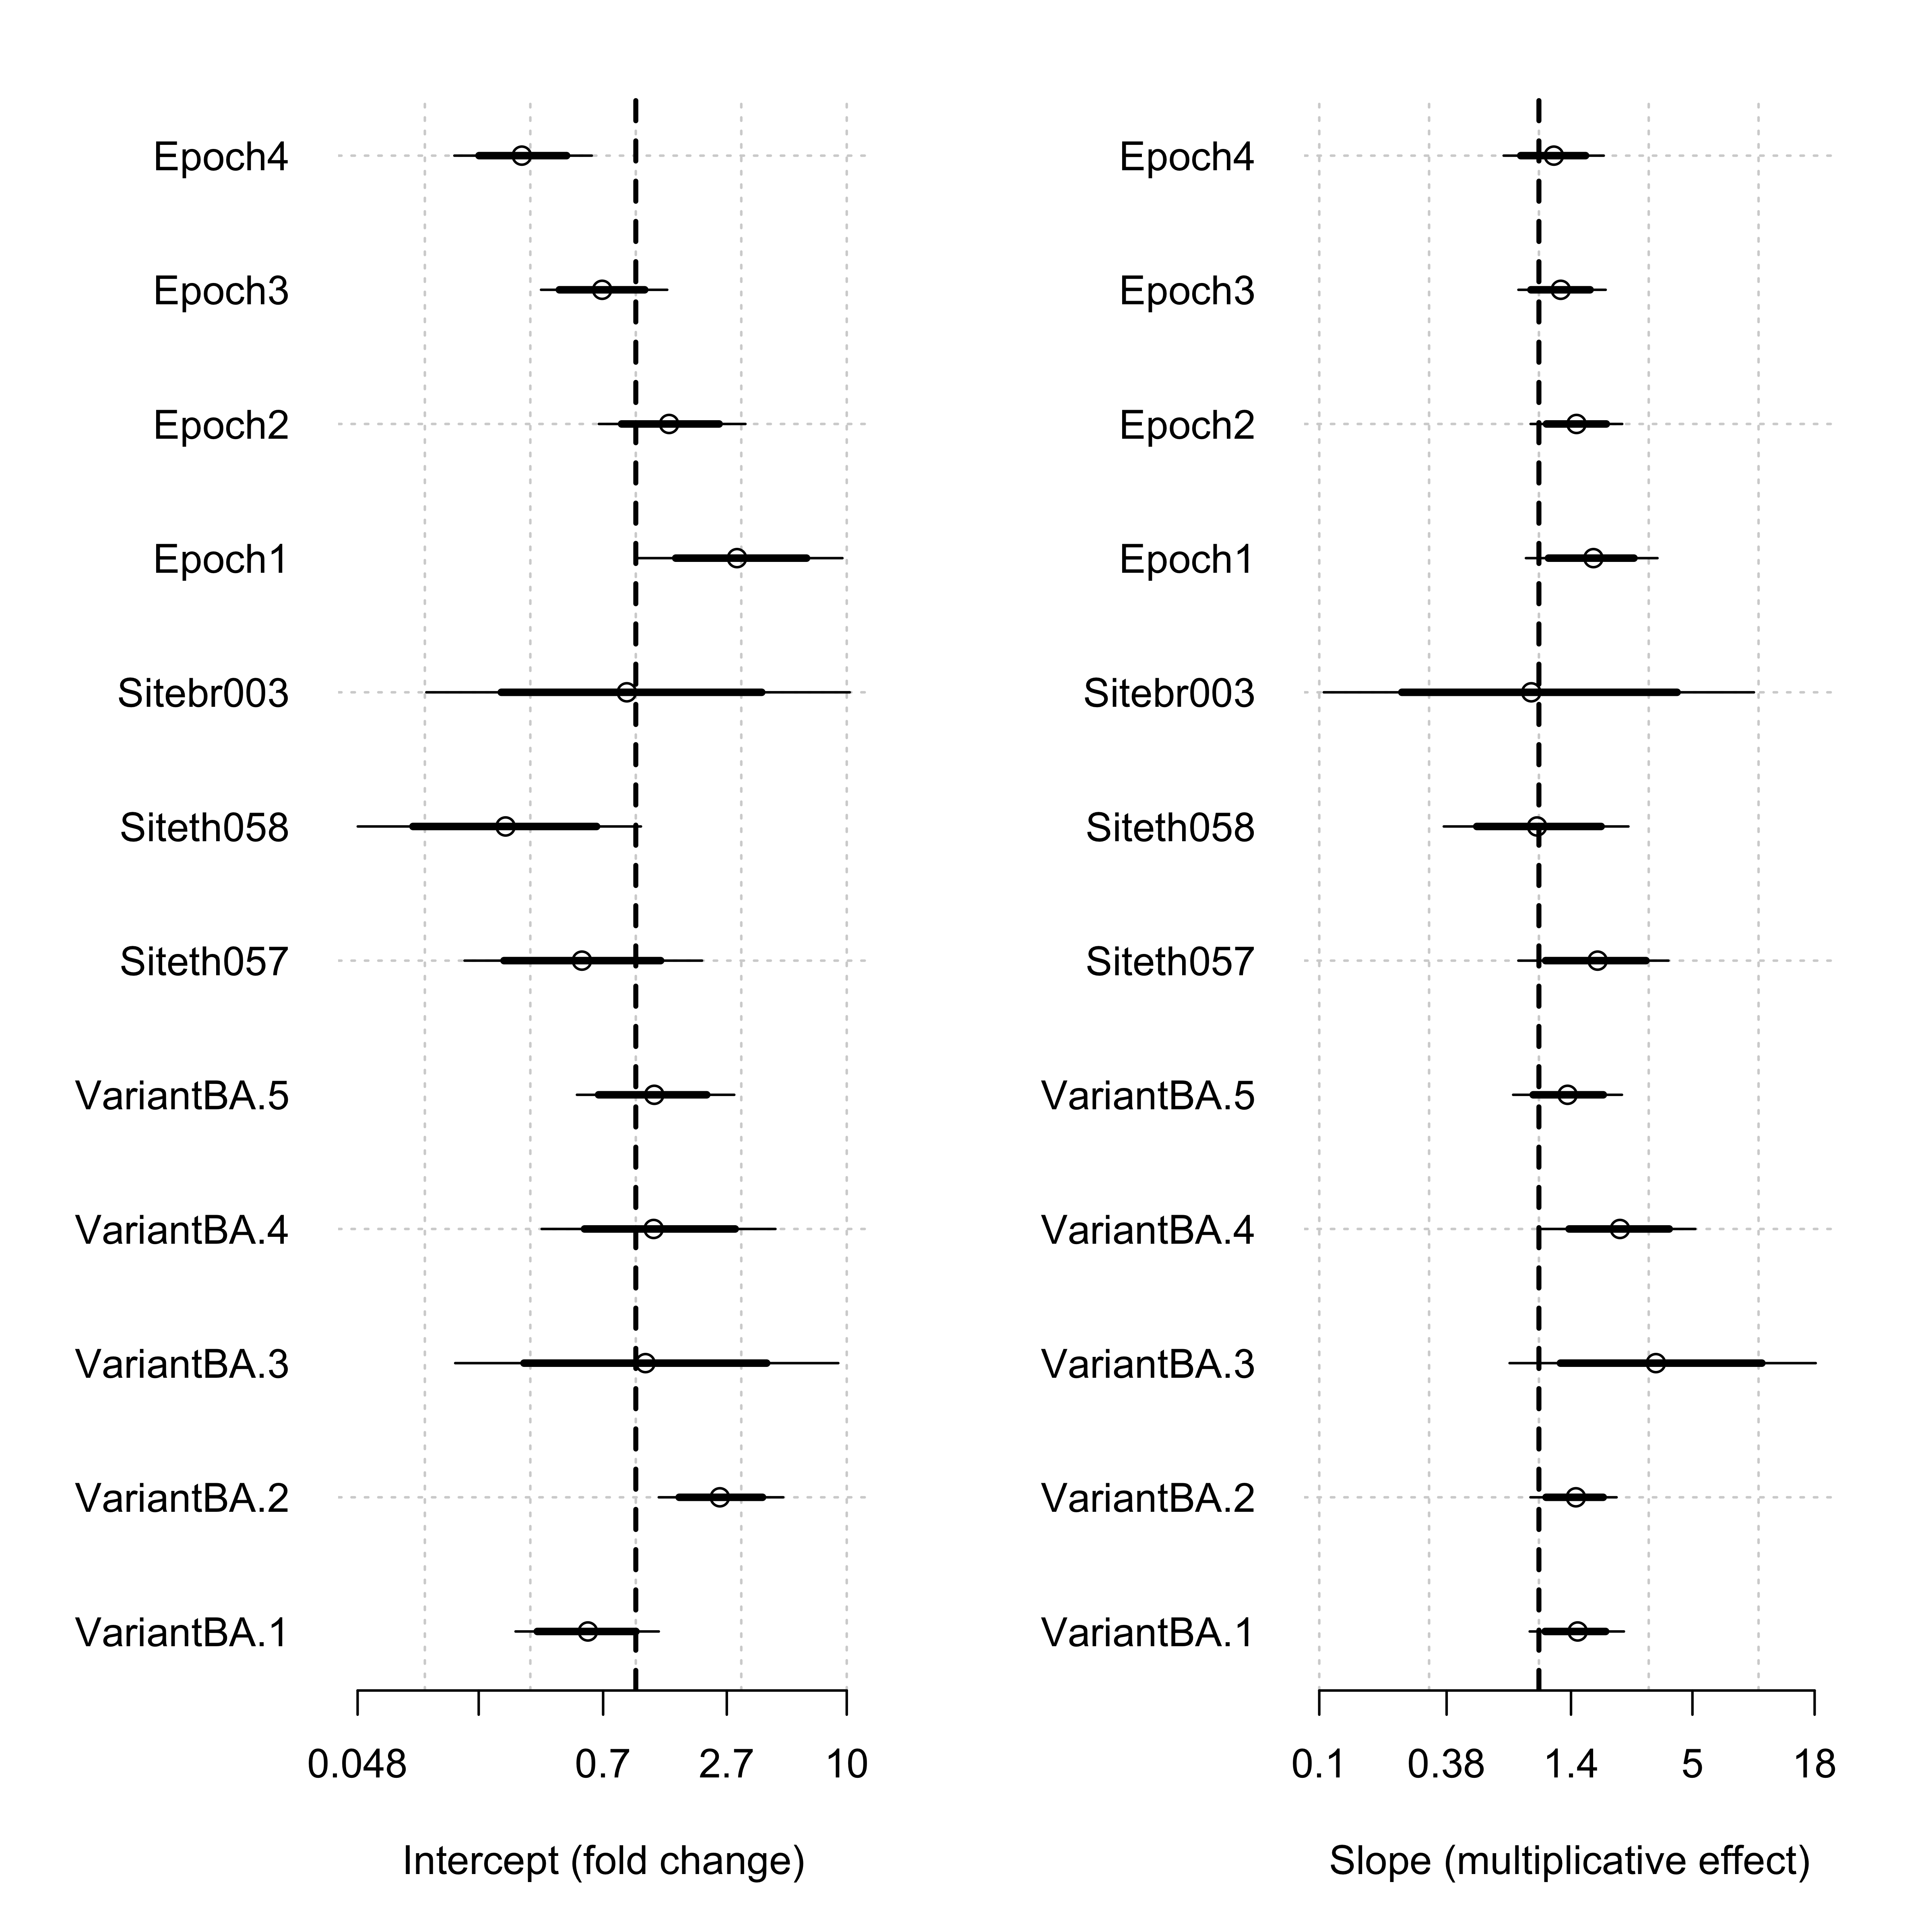 Epoch4
Epoch3
Epoch2
Epoch1
Sitebr003
Siteth058
Siteth057
VariantBA.5
VariantBA.4
VariantBA.3
VariantBA.2
VariantBA.1
0.048 0.7 2.7 10
Intercept (fold change)
Epoch4
Epoch3
Epoch2
Epoch1
Sitebr003
Siteth058
Siteth057
VariantBA.5
VariantBA.4
VariantBA.3
VariantBA.2
VariantBA.1
0.1 0.38 1.4 5 18
Slope (multiplicative effect)